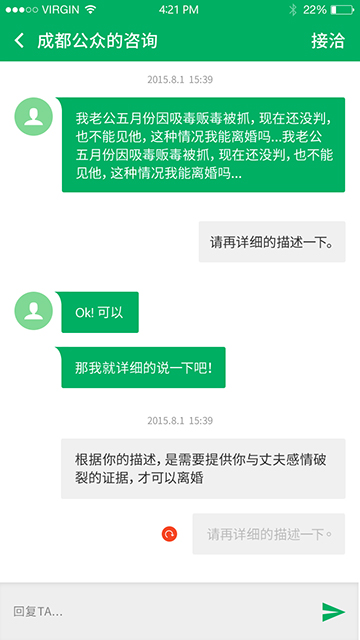 VIRGIN 4:21 PM 22%
成都公众的咨询 接洽
2015.8.1 15:39
我老公五月份因吸毒贩毒被抓，现在还没判，
也不能见他，这种情况我能离婚吗...我老公
五月份因吸毒贩毒被抓，现在还没判，也不能
见他，这种情况我能离婚吗...
请再详细的描述一下。
Ok! 可以
那我就详细的说一下吧！
2015.8.1 15:39
根据你的描述，是需要提供你与丈夫感情破
裂的证据，才可以离婚
请再详细的描述一下。
回复TA...